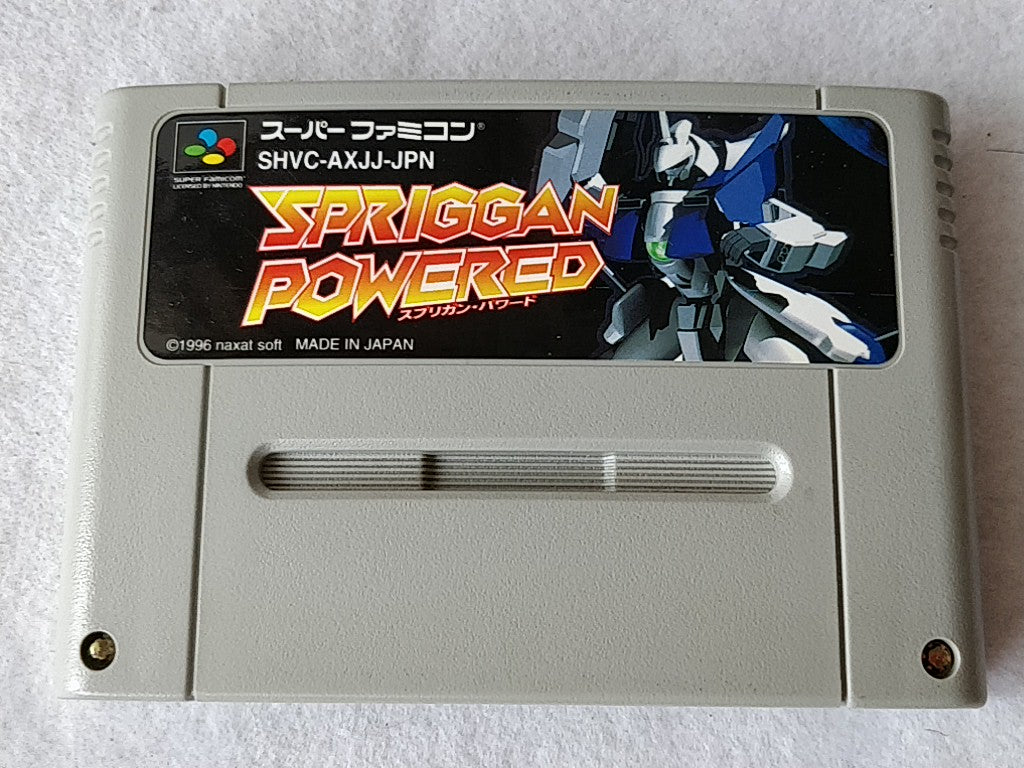 スーパーファミコン®
SHVC-AXJJ-JPN
SUPER Famicom
LICENSED BY NINTENDO
SPRIGGAN
POWERED
スプリガン・パワード
©1996 naxat soft MADE IN JAPAN